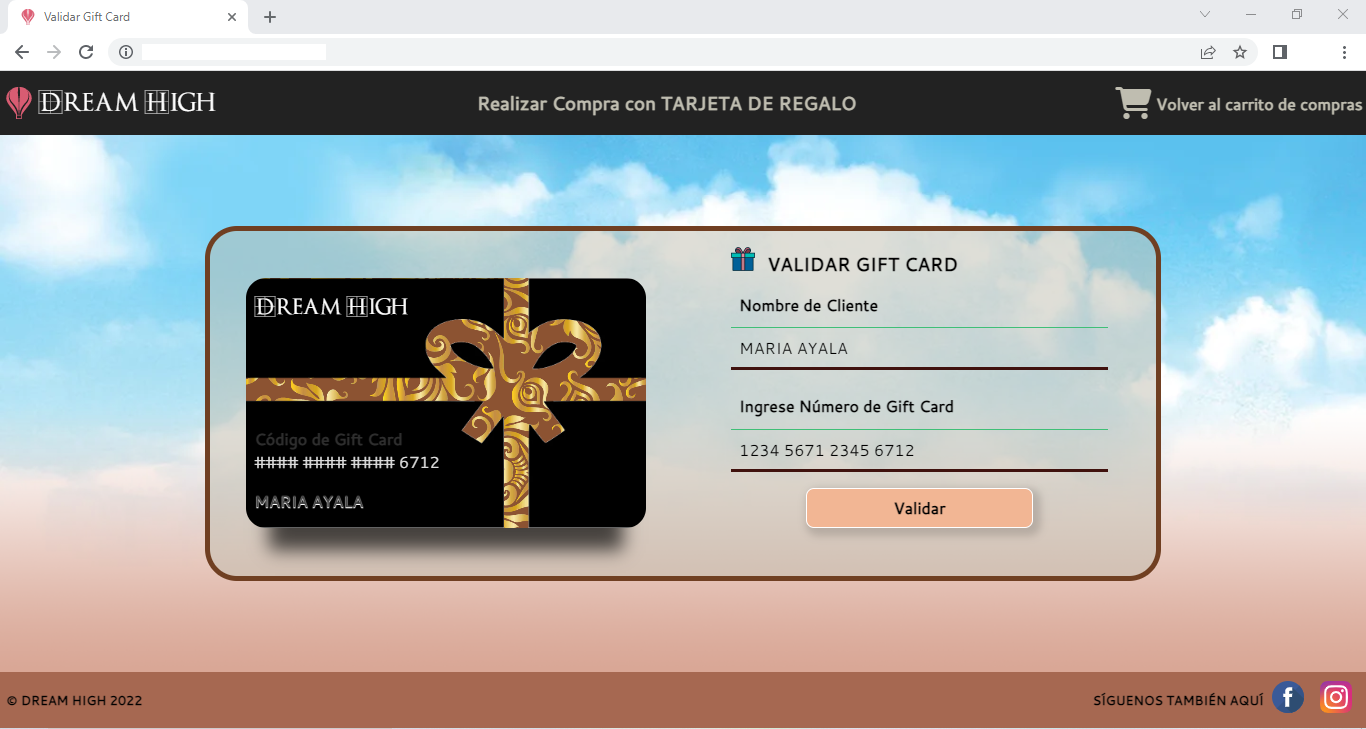 Validar Gift Card
DREAM HIGH
Realizar Compra con TARJETA DE REGALO
Volver al carrito de compras
DREAM HIGH
Código de Gift Card
#### #### #### 6712
MARIA AYALA
VALIDAR GIFT CARD
Nombre de Cliente
MARIA AYALA
Ingrese Número de Gift Card
1234 5671 2345 6712
Validar
© DREAM HIGH 2022
SÍGUENOS TAMBIÉN AQUÍ